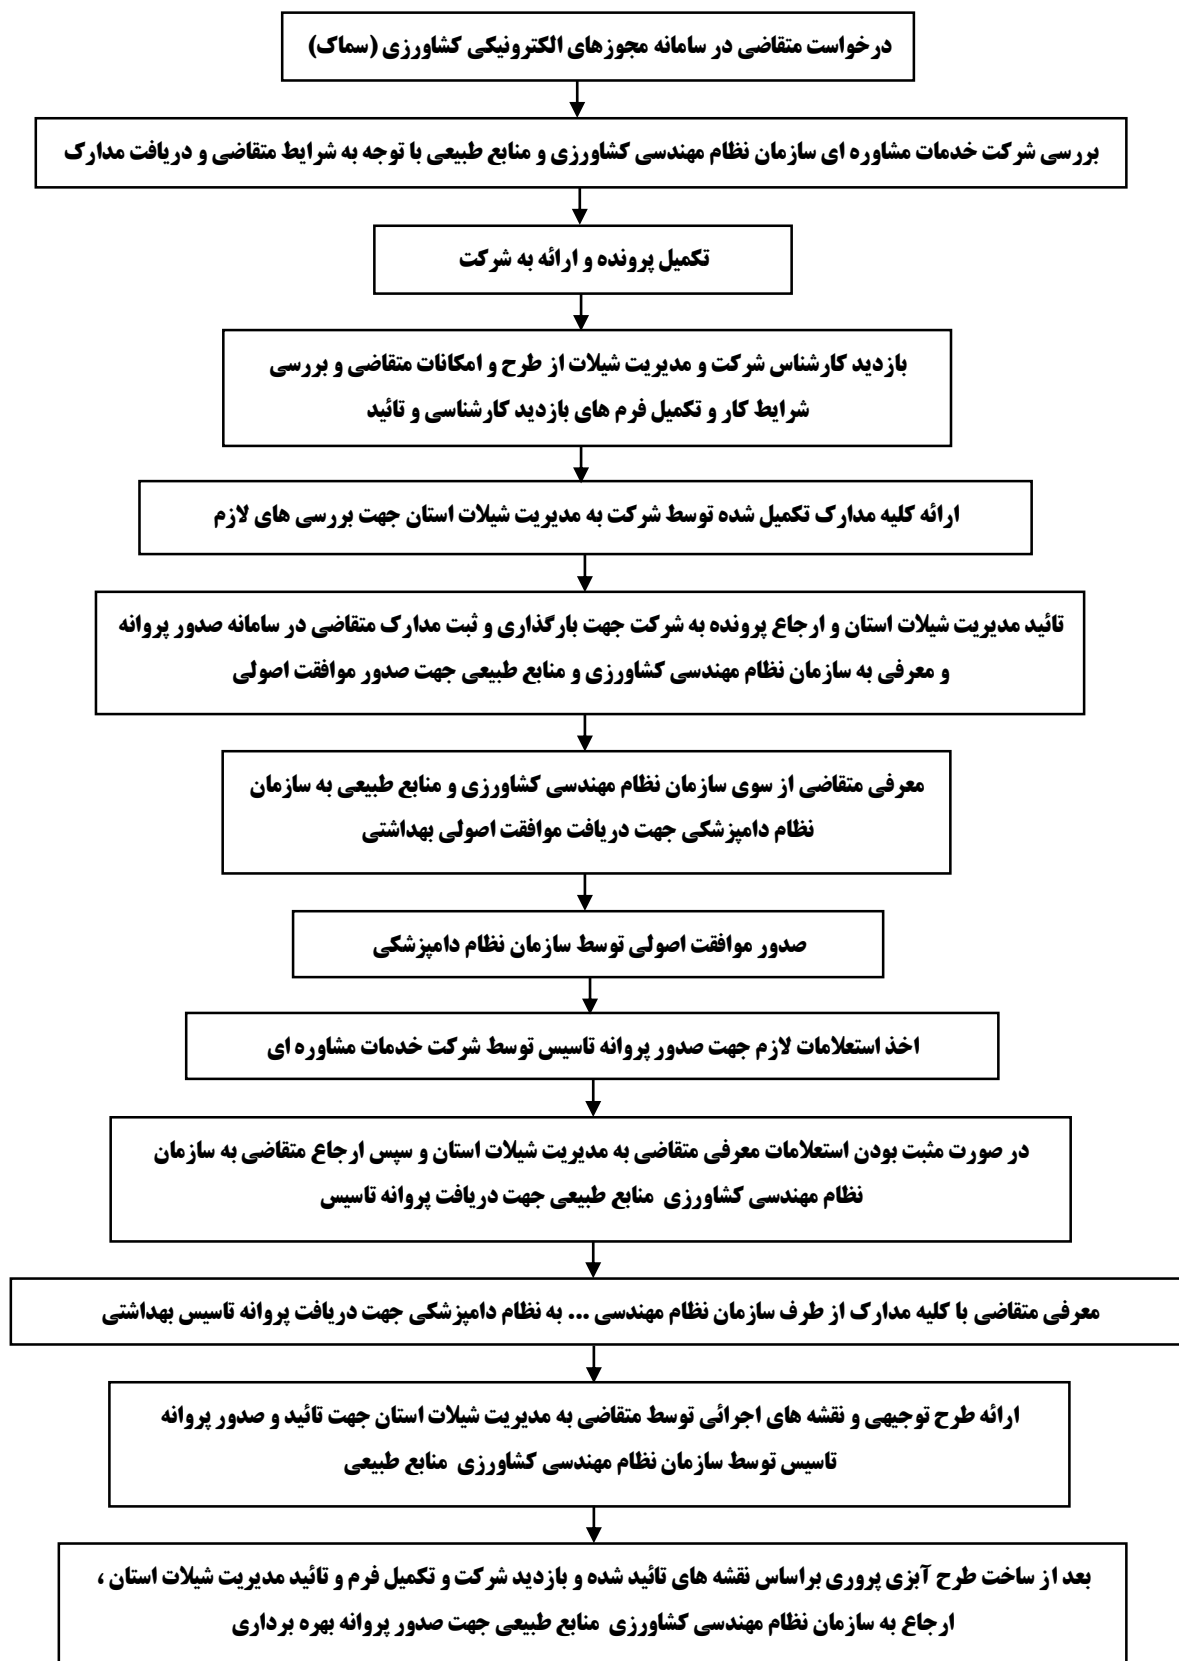 درخواست متقاضی در سامانه مجوزهای الکترونیکی کشاورزی (سماک)
بررسی شرکت خدمات مشاوره ای سازمان نظام مهندسی کشاورزی و منابع طبیعی با توجه به شرایط متقاضی و دریافت مدارک
تکمیل پرونده و ارائه به شرکت
بازدید کارشناس شرکت و مدیریت شیلات از طرح و امکانات متقاضی و بررسی
شرایط کار و تکمیل فرم های بازدید کارشناسی و تائید
ارائه کلیه مدارک تکمیل شده توسط شرکت به مدیریت شیلات استان جهت بررسی های لازم
تائید مدیریت شیلات استان و ارجاع پرونده به شرکت جهت بارگذاری و ثبت مدارک متقاضی در سامانه صدور پروانه
و معرفی به سازمان نظام مهندسی کشاورزی و منابع طبیعی جهت صدور موافقت اصولی
معرفی متقاضی از سوی سازمان نظام مهندسی کشاورزی و منابع طبیعی به سازمان
نظام دامپزشکی جهت دریافت موافقت اصولی بهداشتی
صدور موافقت اصولی توسط سازمان نظام دامپزشکی
اخذ استعلامات لازم جهت صدور پروانه تاسیس توسط شرکت خدمات مشاوره ای
در صورت مثبت بودن استعلامات معرفی متقاضی به مدیریت شیلات استان و سپس ارجاع متقاضی به سازمان
نظام مهندسی کشاورزی منابع طبیعی جهت دریافت پروانه تاسیس
معرفی متقاضی با کلیه مدارک از طرف سازمان نظام مهندسی ... به نظام دامپزشکی جهت دریافت پروانه تاسیس بهداشتی
ارائه طرح توجیهی و نقشه های اجرائی توسط متقاضی به مدیریت شیلات استان جهت تائید و صدور پروانه
تاسیس توسط سازمان نظام مهندسی کشاورزی منابع طبیعی
بعد از ساخت طرح آبزی پروری براساس نقشه های تائید شده و بازدید شرکت و تکمیل فرم و تائید مدیریت شیلات استان ،
ارجاع به سازمان نظام مهندسی کشاورزی منابع طبیعی جهت صدور پروانه بهره برداری